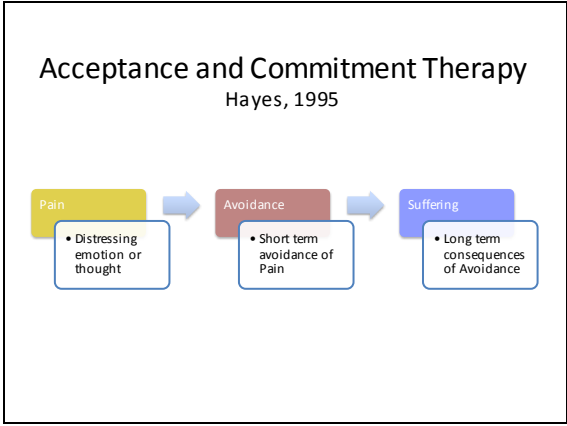 Acceptance and Commitment Therapy
Hayes, 1995
Pain
• Distressing
emotion or
thought
Avoidance
• Short term
avoidance of
Pain
Suffering
• Long term
consequences
of Avoidance